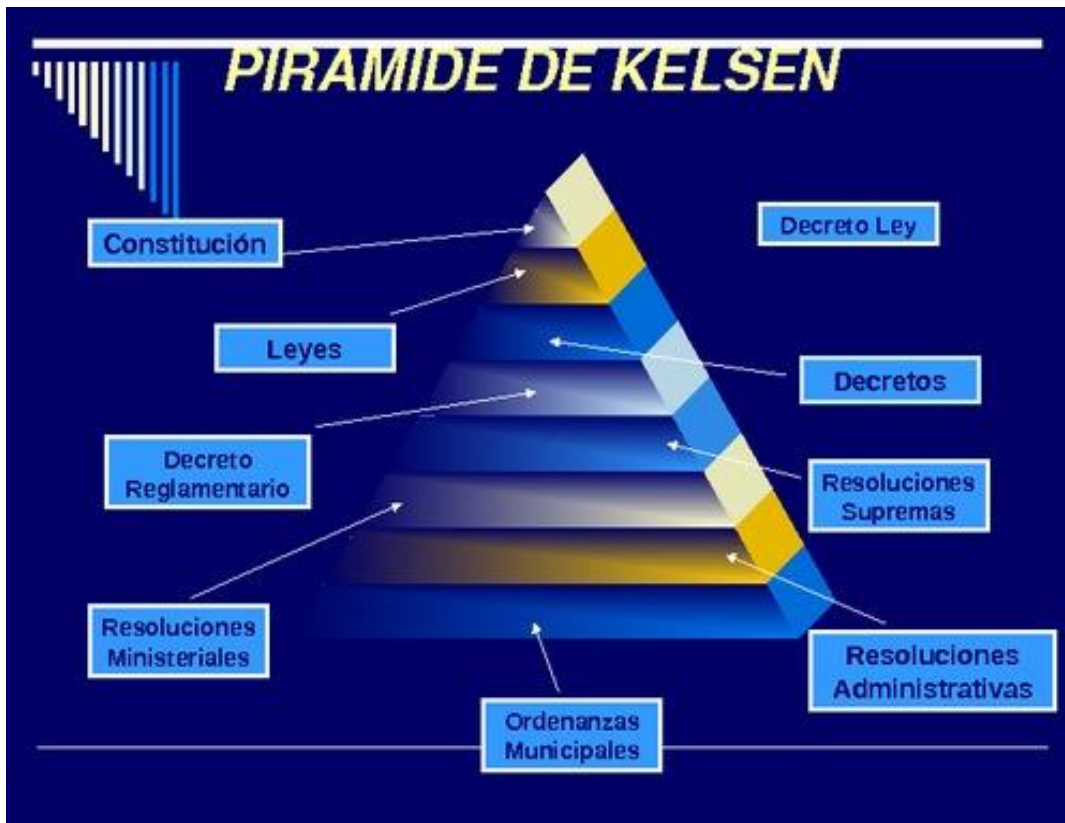 PIRAMIDE DE KELSEN
Constitución
Decreto Ley
Leyes
Decretos
Decreto
Reglamentario
Resoluciones
Supremas
Resoluciones
Ministeriales
Resoluciones
Administrativas
Ordenanzas
Municipales